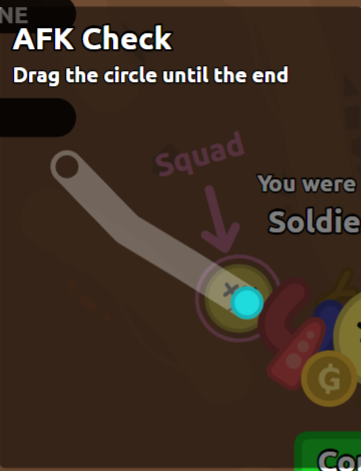 NE
AFK Check
Drag the circle until the end
Squad
You were
Soldie
G
Co